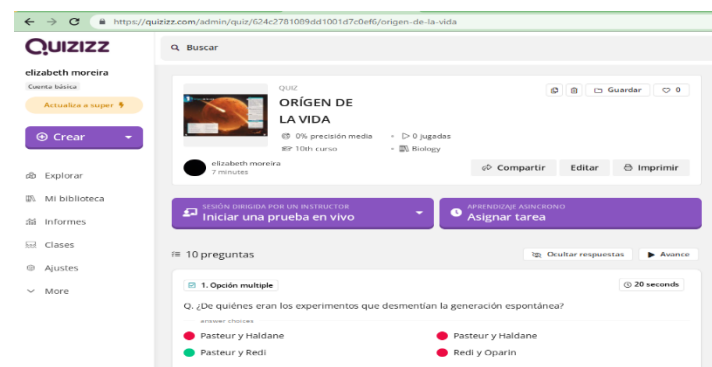 https://quizizz.com/admin/quiz/624c2781089dd1001d7c0ef6/origen-de-la-vida
QUIZIZZ
Buscar
elizabeth moreira
Cuenta básica
Actualiza a super
Crear
Explorar
Mi biblioteca
Informes
Clases
Ajustes
More
QUIZ
ORÍGEN DE
LA VIDA
Guardar 0
0% precisión media • 0 jugadas
10th curso • Biology
elizabeth moreira
7 minutes
Compartir Editar Imprimir
SESIÓN DIRIGIDA POR UN INSTRUCTOR
Iniciar una prueba en vivo
APRENDIZAJE ASINCRONO
Asignar tarea
10 preguntas
Ocultar respuestas Avance
1. Opción multiple 20 seconds
Q. ¿De quiénes eran los experimentos que desmentían la generación espontánea?
answer choices
Pasteur y Haldane Pasteur y Haldane
Pasteur y Redi Redi y Oparin